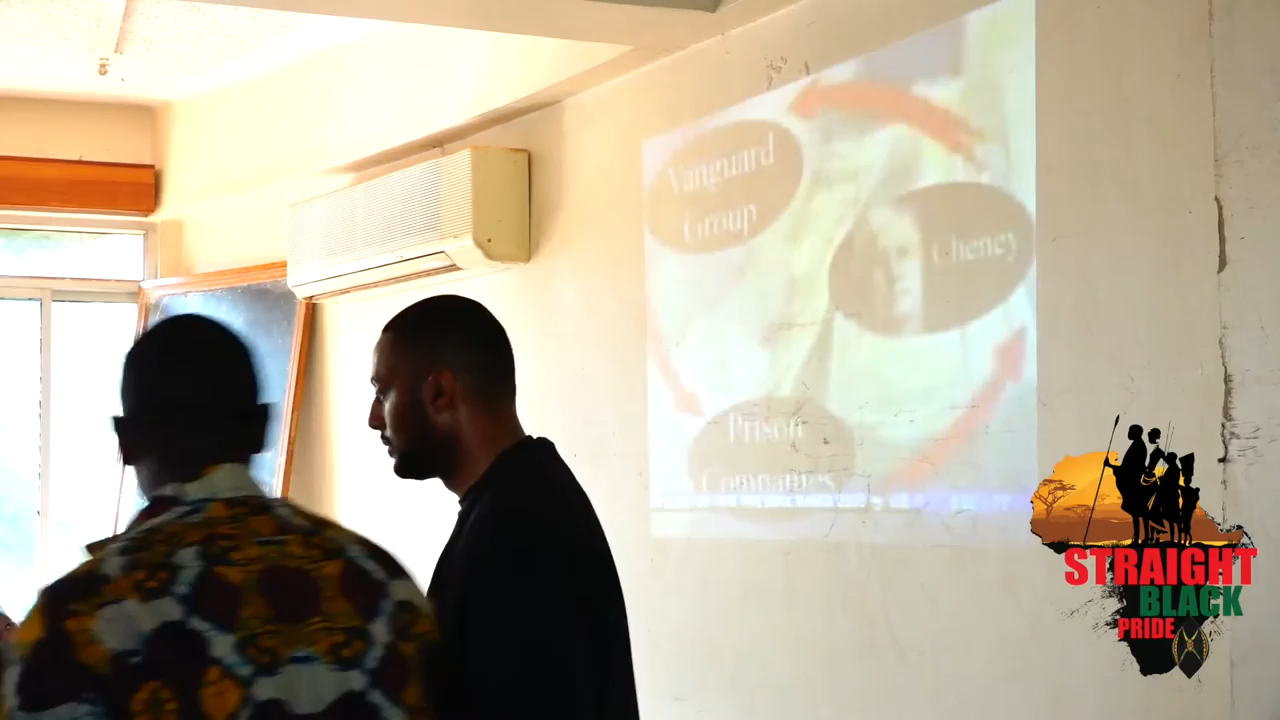 Vanguard
Group
Cheney
Prison
Companies
STRAIGHT
BLACK
PRIDE